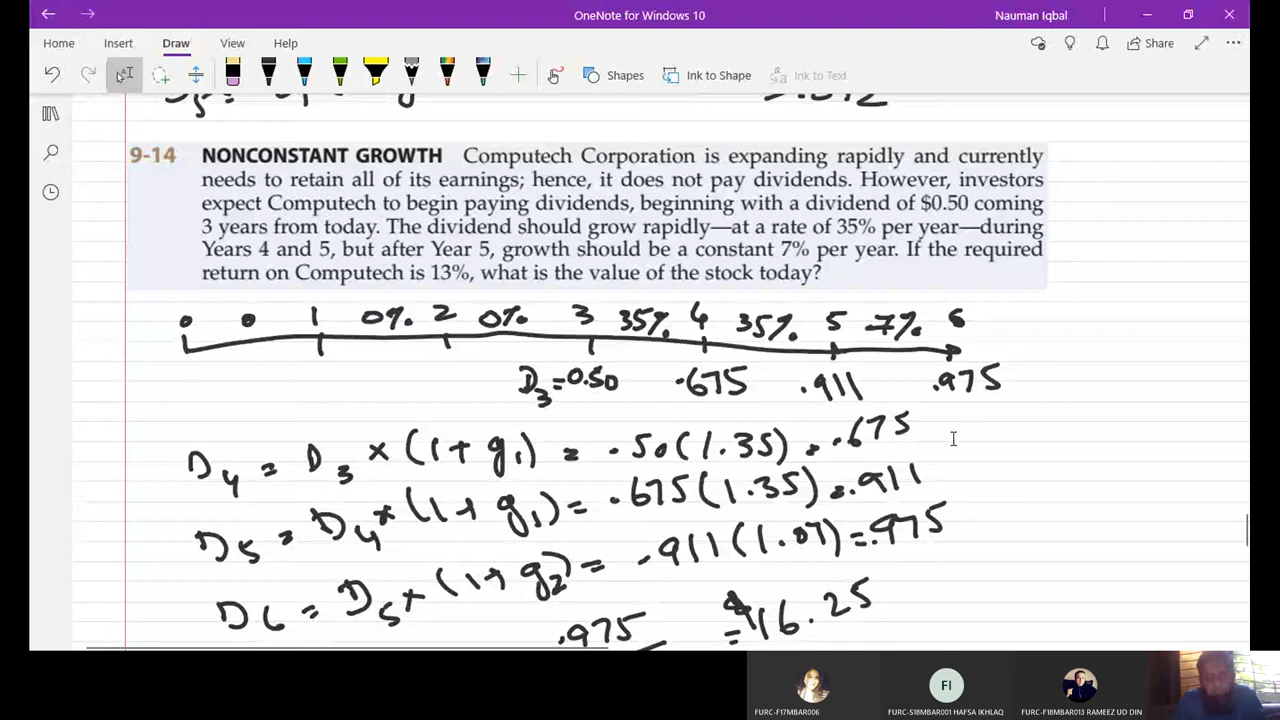 OneNote for Windows 10
Nauman Iqbal
Home Insert Draw View Help
Share
Shapes Ink to Shape Ink to Text
9-14 NONCONSTANT GROWTH Computech Corporation is expanding rapidly and currently
needs to retain all of its earnings; hence, it does not pay dividends. However, investors
expect Computech to begin paying dividends, beginning with a dividend of $0.50 coming
3 years from today. The dividend should grow rapidly—at a rate of 35% per year—during
Years 4 and 5, but after Year 5, growth should be a constant 7% per year. If the required
return on Computech is 13%, what is the value of the stock today?
0 0 1 0% 2 0% 3 35% 4 35% 5 7% 6
D3=0.50 .675 .911 .975
D4 = D3 × (1+g1) = .50(1.35) = .675
D5 = D4 × (1+g1) = .675(1.35) = .911
D6 = D5 × (1+g2) = .911(1.07) = .975
.975 = $16.25
FI
FURC-F17MBAR006
FURC-S18MBAR001 HAFSA IKHLAQ
FURC-F18MBAR013 RAMEEZ UD DIN